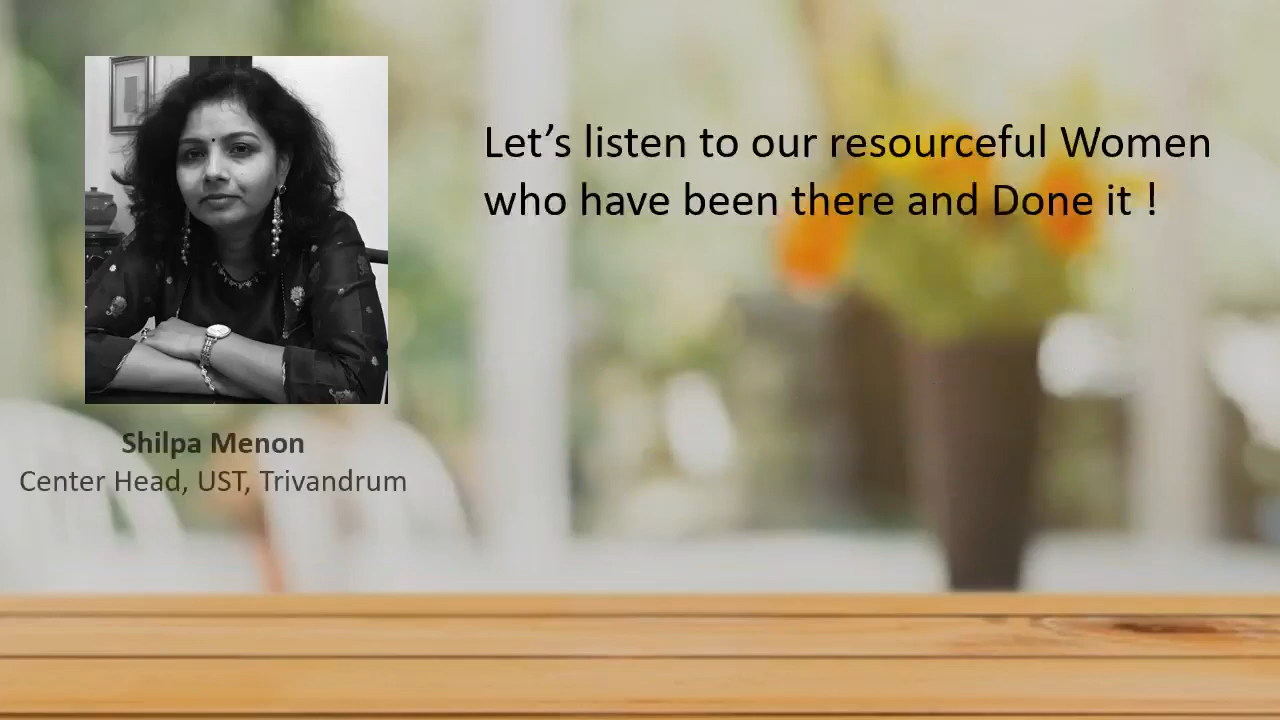 Let’s listen to our resourceful Women
who have been there and Done it !
Shilpa Menon
Center Head, UST, Trivandrum